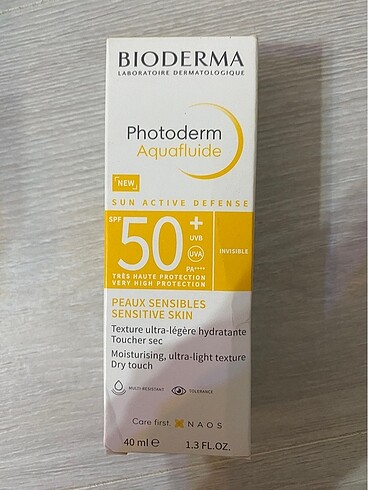 BIODERMA
LABORATOIRE DERMATOLOGIQUE
Photoderm
Aquafluide
NEW
SUN ACTIVE DEFENSE
SPF 50+
UVB
UVA
PA++++
INVISIBLE
TRÈS HAUTE PROTECTION
VERY HIGH PROTECTION
PEAUX SENSIBLES
SENSITIVE SKIN
Texture ultra-légère hydratante
Toucher sec
Moisturising, ultra-light texture
Dry touch
MULTI-RESISTANT
TOLERANCE
Care first. NAOS
40 ml e 1.3 FL.OZ.